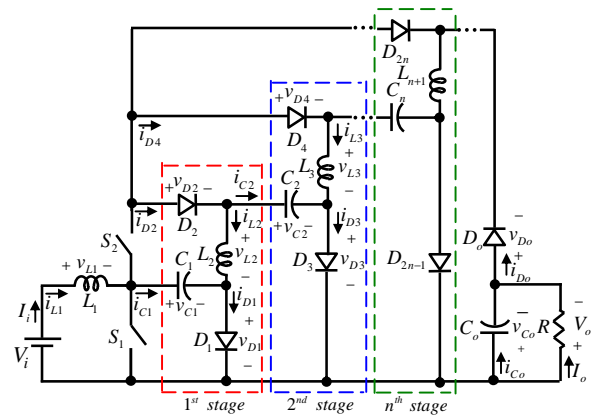 D2n
Ln+1
Cn
+vD4−
D4
iD4
iL3
+
L3
vL3
−
iC2
C2
+vC2−
+vD2−
D2
iD2
iL2
+
L2
vL2
−
iD3
+
D3
vD3
−
D2n−1
−
Do
vDo
+
iDo
S2
C1
+vC1−
iD1
+
D1
vD1
−
+ vL1−
L1
Ii
iL1
iC1
S1
Vi
Co
−
vCo
+
iCo
R
−
Vo
+
Io
1st stage
2nd stage
nth stage